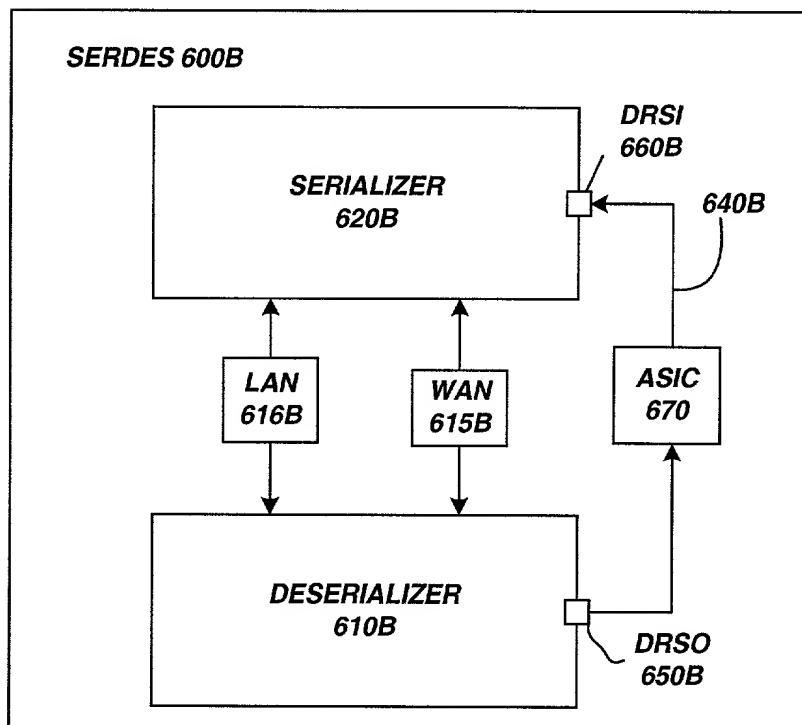 SERDES 600B
DRSI
660B
SERIALIZER
620B
640B
LAN
616B
WAN
615B
ASIC
670
DESERIALIZER
610B
DRSO
650B